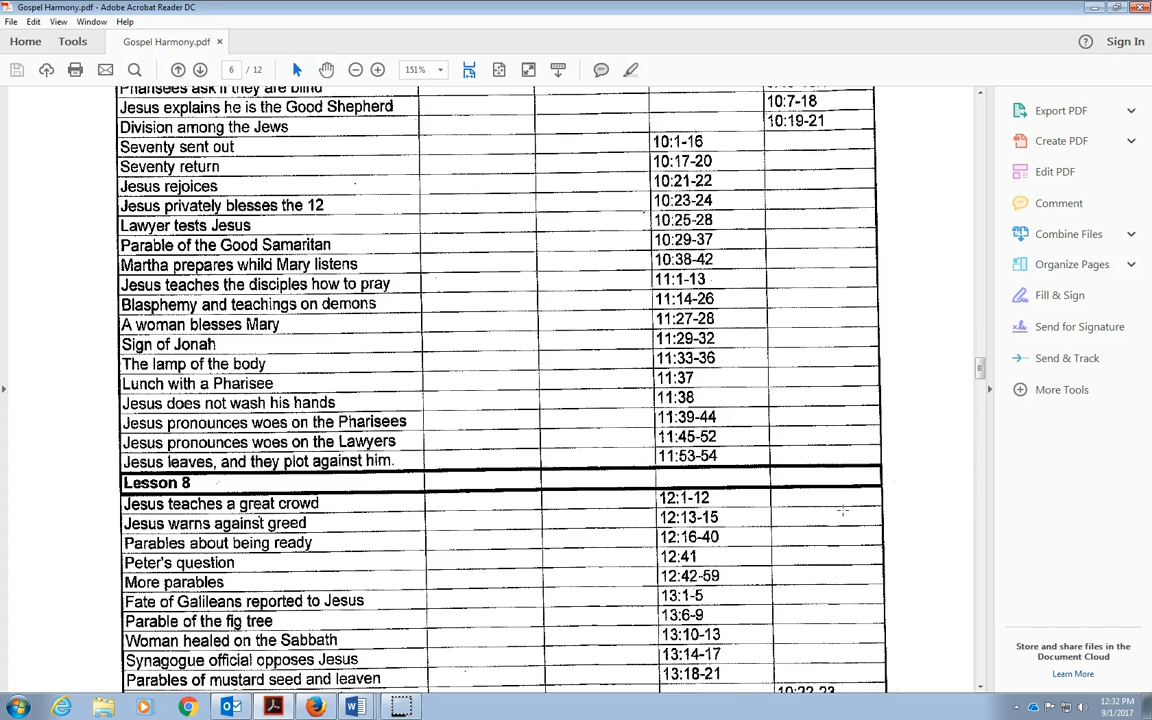 Gospel Harmony.pdf - Adobe Acrobat Reader DC
File Edit View Window Help
Home Tools Gospel Harmony.pdf × Sign In
6 / 12 151%
Pharisees ask if they are blind
Jesus explains he is the Good Shepherd 10:7-18
Division among the Jews 10:19-21
Seventy sent out 10:1-16
Seventy return 10:17-20
Jesus rejoices 10:21-22
Jesus privately blesses the 12 10:23-24
Lawyer tests Jesus 10:25-28
Parable of the Good Samaritan 10:29-37
Martha prepares whild Mary listens 10:38-42
Jesus teaches the disciples how to pray 11:1-13
Blasphemy and teachings on demons 11:14-26
A woman blesses Mary 11:27-28
Sign of Jonah 11:29-32
The lamp of the body 11:33-36
Lunch with a Pharisee 11:37
Jesus does not wash his hands 11:38
Jesus pronounces woes on the Pharisees 11:39-44
Jesus pronounces woes on the Lawyers 11:45-52
Jesus leaves, and they plot against him. 11:53-54
Lesson 8
Jesus teaches a great crowd 12:1-12
Jesus warns against greed 12:13-15
Parables about being ready 12:16-40
Peter's question 12:41
More parables 12:42-59
Fate of Galileans reported to Jesus 13:1-5
Parable of the fig tree 13:6-9
Woman healed on the Sabbath 13:10-13
Synagogue official opposes Jesus 13:14-17
Parables of mustard seed and leaven 13:18-21
10:22-23
Export PDF
Create PDF
Edit PDF
Comment
Combine Files
Organize Pages
Fill & Sign
Send for Signature
Send & Track
More Tools
Store and share files in the
Document Cloud
Learn More
12:32 PM
9/1/2017